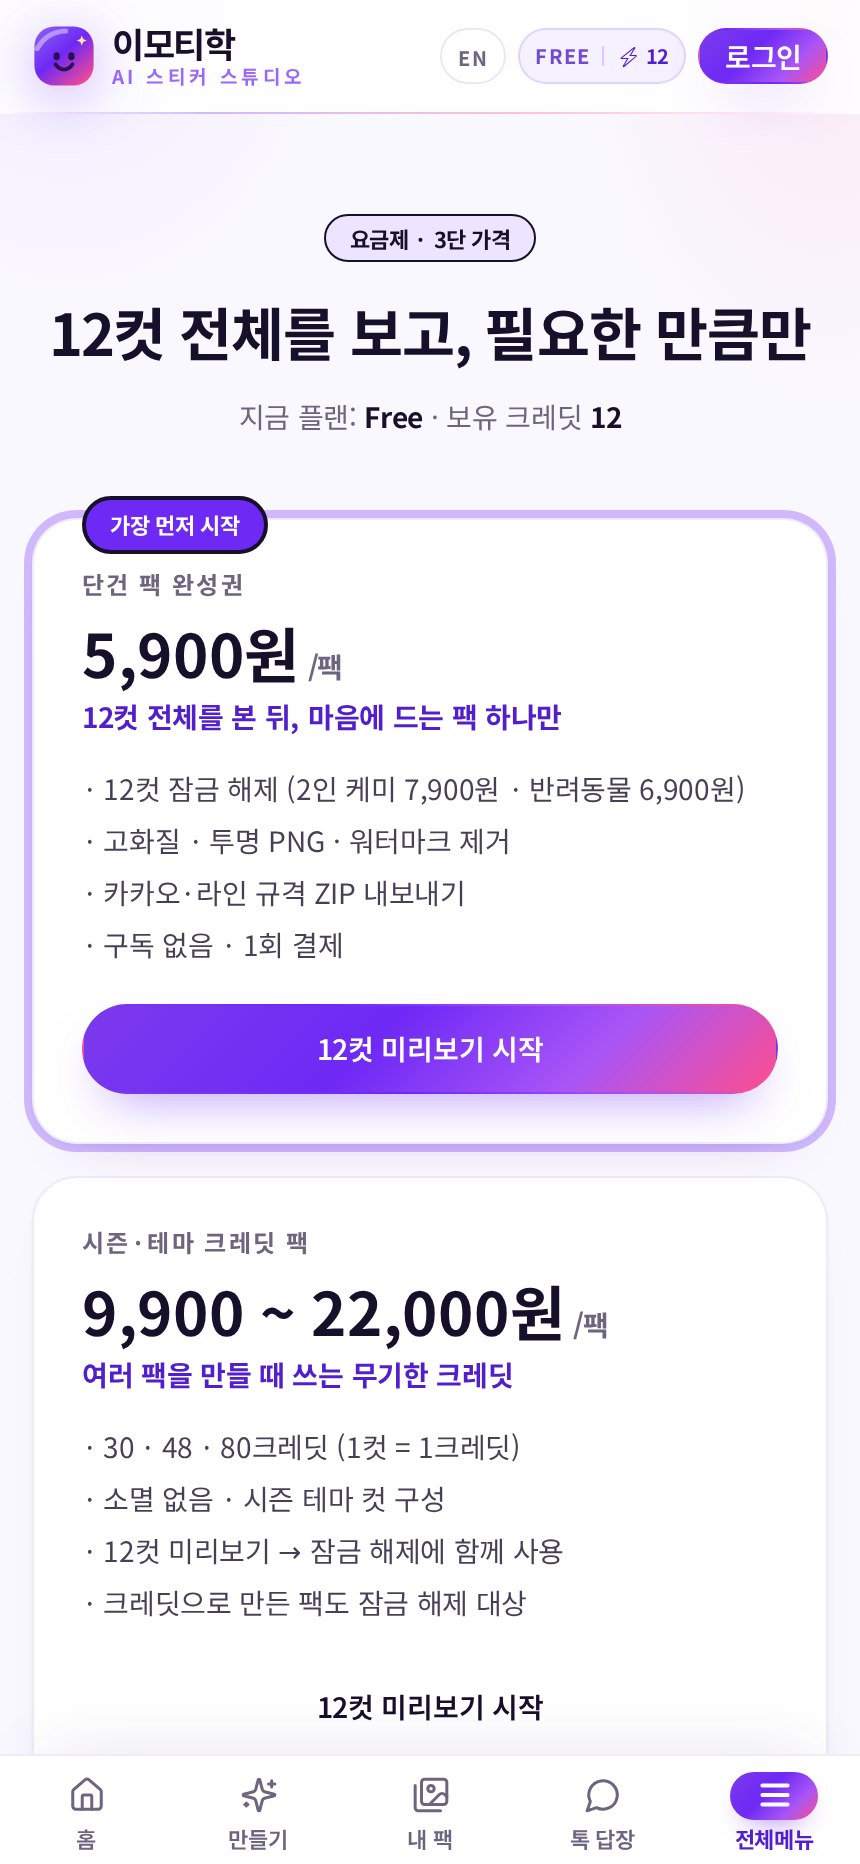 이모티학
AI 스티커 스튜디오
EN
FREE 12
로그인
요금제 · 3단 가격
12컷 전체를 보고, 필요한 만큼만
지금 플랜: Free · 보유 크레딧 12
가장 먼저 시작
단건 팩 완성권
5,900원 /팩
12컷 전체를 본 뒤, 마음에 드는 팩 하나만
· 12컷 잠금 해제 (2인 케미 7,900원 · 반려동물 6,900원)
· 고화질 · 투명 PNG · 워터마크 제거
· 카카오·라인 규격 ZIP 내보내기
· 구독 없음 · 1회 결제
12컷 미리보기 시작
시즌·테마 크레딧 팩
9,900 ~ 22,000원 /팩
여러 팩을 만들 때 쓰는 무기한 크레딧
· 30 · 48 · 80크레딧 (1컷 = 1크레딧)
· 소멸 없음 · 시즌 테마 컷 구성
· 12컷 미리보기 → 잠금 해제에 함께 사용
· 크레딧으로 만든 팩도 잠금 해제 대상
12컷 미리보기 시작
홈
만들기
내 팩
톡 답장
전체메뉴